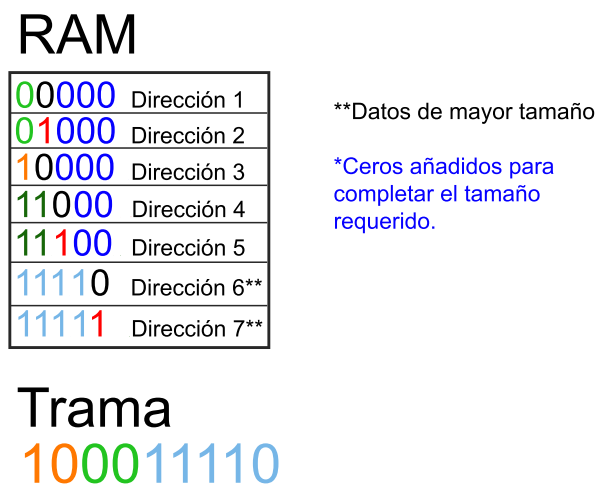 RAM
00000 Dirección 1
01000 Dirección 2
10000 Dirección 3
11000 Dirección 4
11100 Dirección 5
11110 Dirección 6**
11111 Dirección 7**
**Datos de mayor tamaño
*Ceros añadidos para
completar el tamaño
requerido.
Trama
100011110